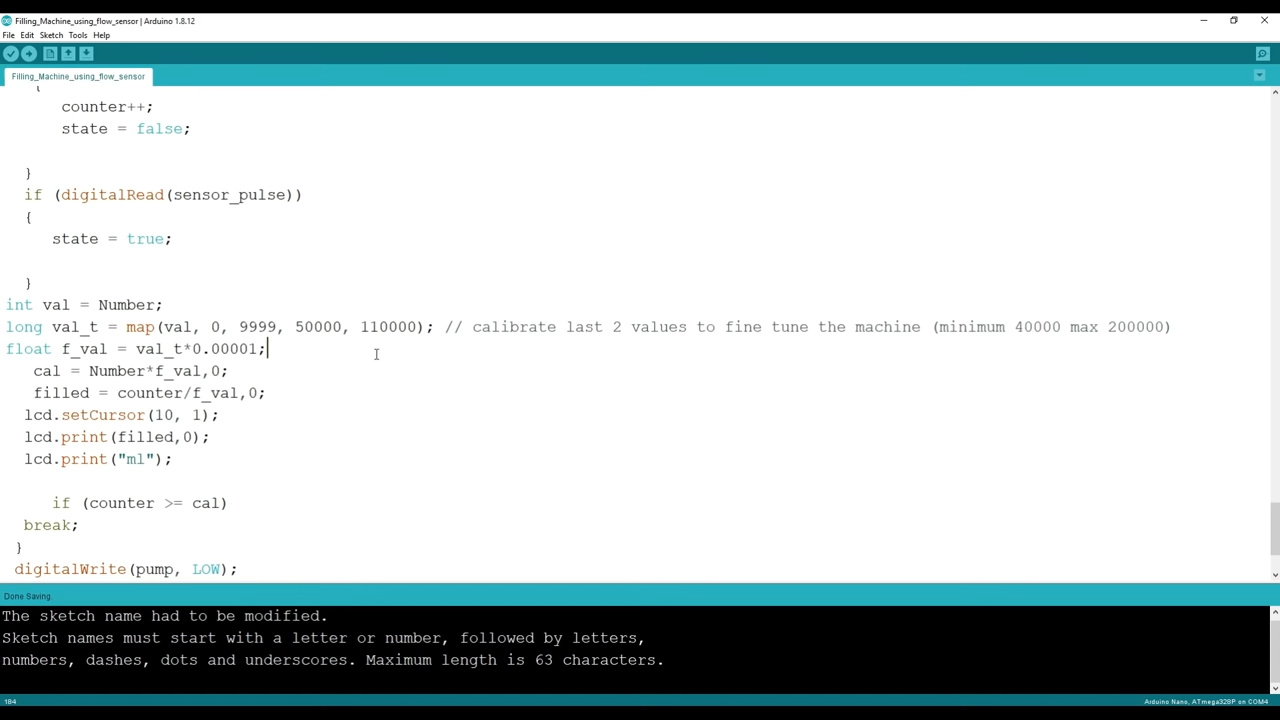 Filling_Machine_using_flow_sensor | Arduino 1.8.12
File Edit Sketch Tools Help
Filling_Machine_using_flow_sensor
{
counter++;
state = false;
}
if (digitalRead(sensor_pulse))
{
state = true;
}
int val = Number;
long val_t = map(val, 0, 9999, 50000, 110000); // calibrate last 2 values to fine tune the machine (minimum 40000 max 200000)
float f_val = val_t*0.00001;
cal = Number*f_val,0;
filled = counter/f_val,0;
lcd.setCursor(10, 1);
lcd.print(filled,0);
lcd.print("ml");
if (counter >= cal)
break;
}
digitalWrite(pump, LOW);
Done Saving.
The sketch name had to be modified.
Sketch names must start with a letter or number, followed by letters,
numbers, dashes, dots and underscores. Maximum length is 63 characters.
184
Arduino Nano, ATmega328P on COM4